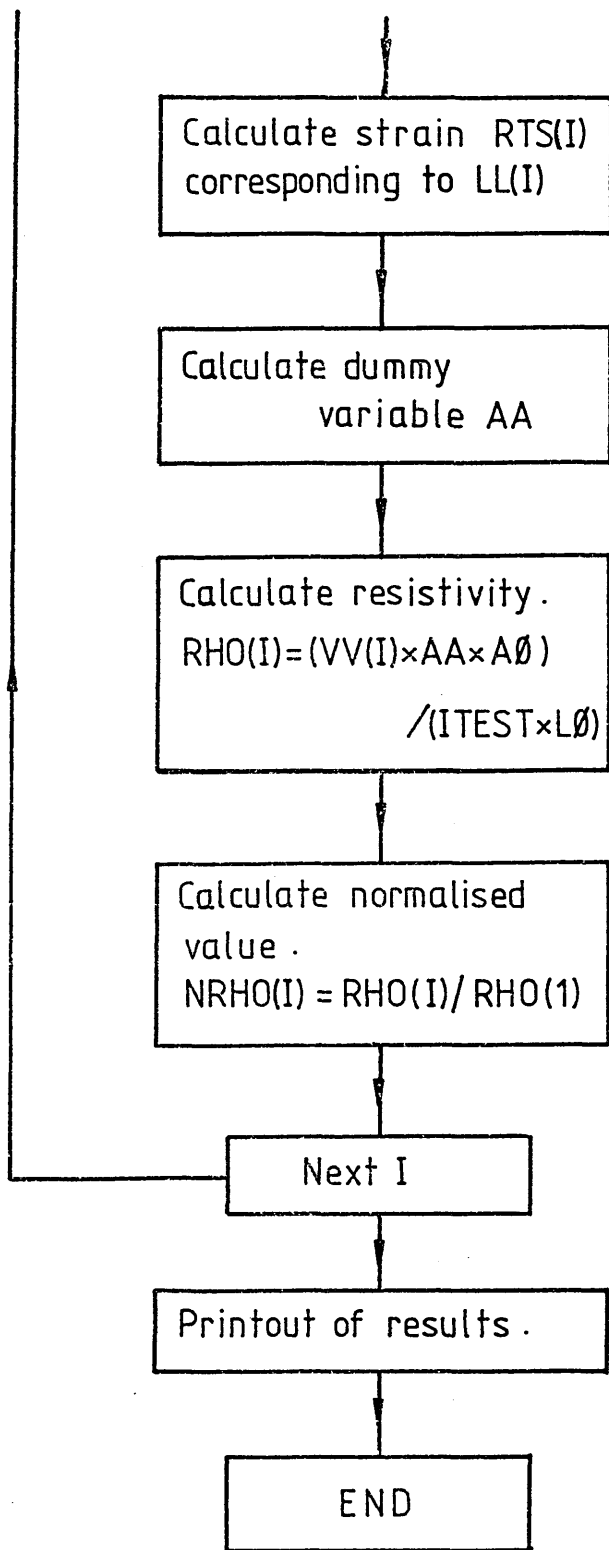 Calculate strain RTS(I)
corresponding to LL(I)
Calculate dummy
variable AA
Calculate resistivity.
RHO(I)=(VV(I)×AA×AØ)
/(ITEST×LØ)
Calculate normalised
value.
NRHO(I) = RHO(I)/RHO(1)
Next I
Printout of results.
END